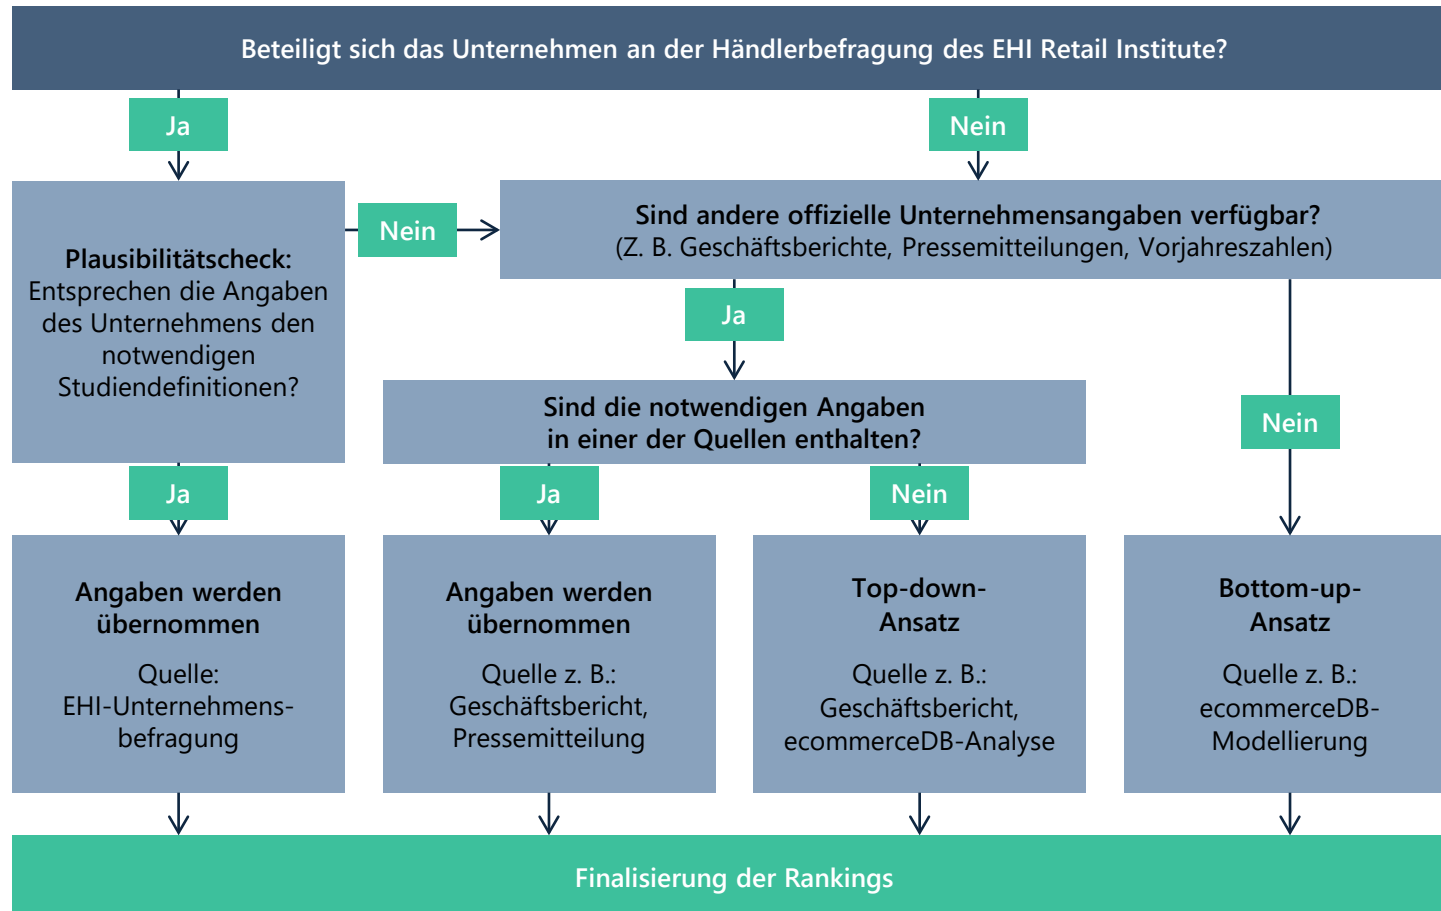 Beteiligt sich das Unternehmen an der Händlerbefragung des EHI Retail Institute?
Ja
Nein
Plausibilitätscheck:
Entsprechen die Angaben
des Unternehmens den
notwendigen
Studiendefinitionen?
Nein
Sind andere offizielle Unternehmensangaben verfügbar?
(Z. B. Geschäftsberichte, Pressemitteilungen, Vorjahreszahlen)
Ja
Nein
Sind die notwendigen Angaben
in einer der Quellen enthalten?
Ja
Ja
Nein
Angaben werden
übernommen
Quelle:
EHI-Unternehmens-
befragung
Angaben werden
übernommen
Quelle z. B.:
Geschäftsbericht,
Pressemitteilung
Top-down-
Ansatz
Quelle z. B.:
Geschäftsbericht,
ecommerceDB-Analyse
Bottom-up-
Ansatz
Quelle z. B.:
ecommerceDB-
Modellierung
Finalisierung der Rankings